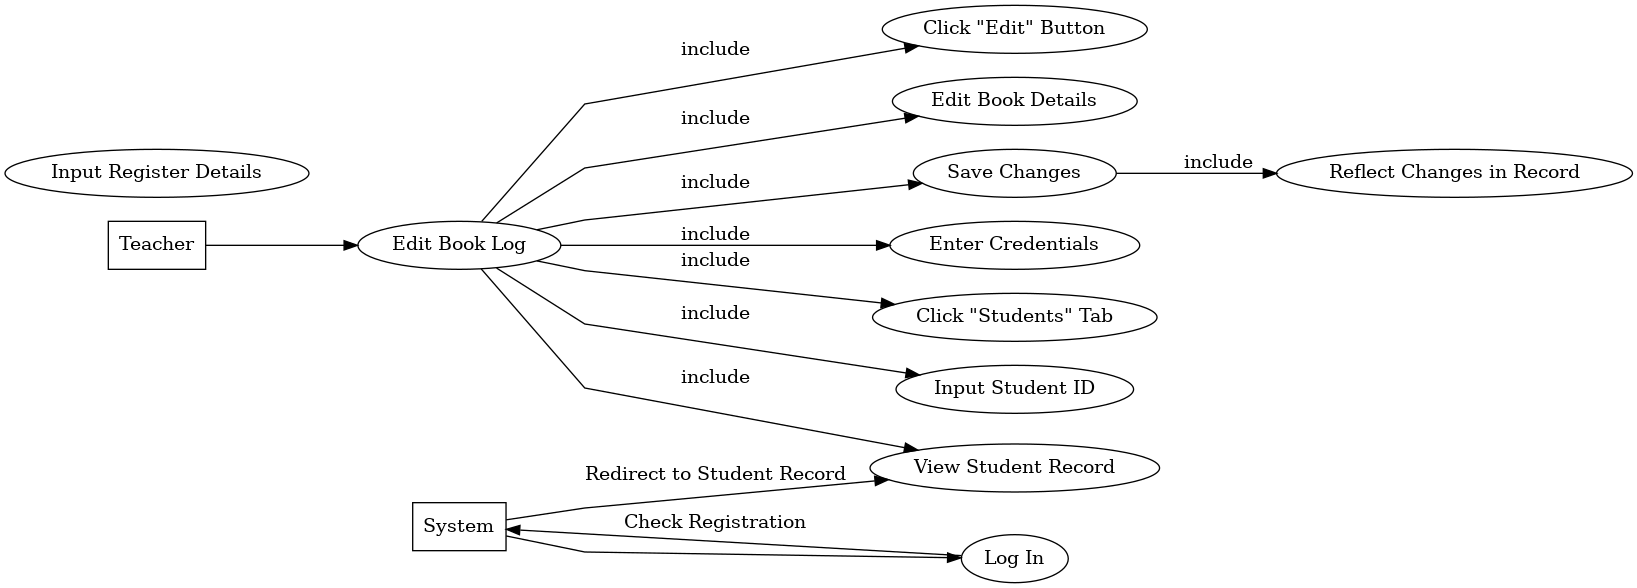 Click "Edit" Button
include
Edit Book Details
include
Input Register Details
Save Changes
include
include
Reflect Changes in Record
Teacher
Edit Book Log
include
Enter Credentials
include
Click "Students" Tab
include
Input Student ID
include
View Student Record
Redirect to Student Record
System
Check Registration
Log In